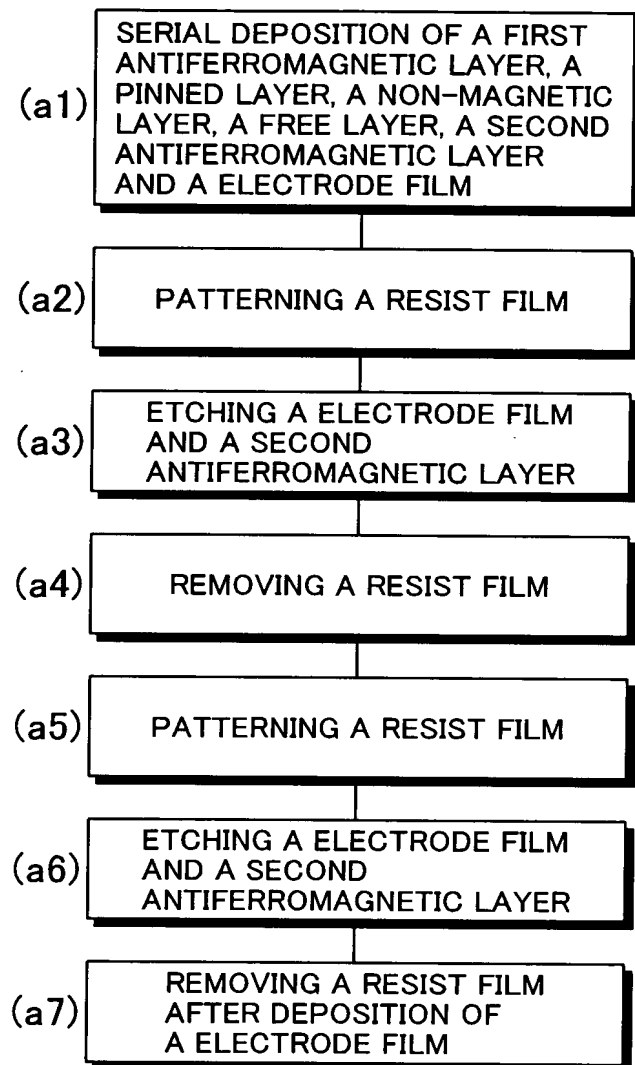 (a1)
SERIAL DEPOSITION OF A FIRST
ANTIFERROMAGNETIC LAYER, A
PINNED LAYER, A NON-MAGNETIC
LAYER, A FREE LAYER, A SECOND
ANTIFERROMAGNETIC LAYER
AND A ELECTRODE FILM
(a2)
PATTERNING A RESIST FILM
(a3)
ETCHING A ELECTRODE FILM
AND A SECOND
ANTIFERROMAGNETIC LAYER
(a4)
REMOVING A RESIST FILM
(a5)
PATTERNING A RESIST FILM
(a6)
ETCHING A ELECTRODE FILM
AND A SECOND
ANTIFERROMAGNETIC LAYER
(a7)
REMOVING A RESIST FILM
AFTER DEPOSITION OF
A ELECTRODE FILM